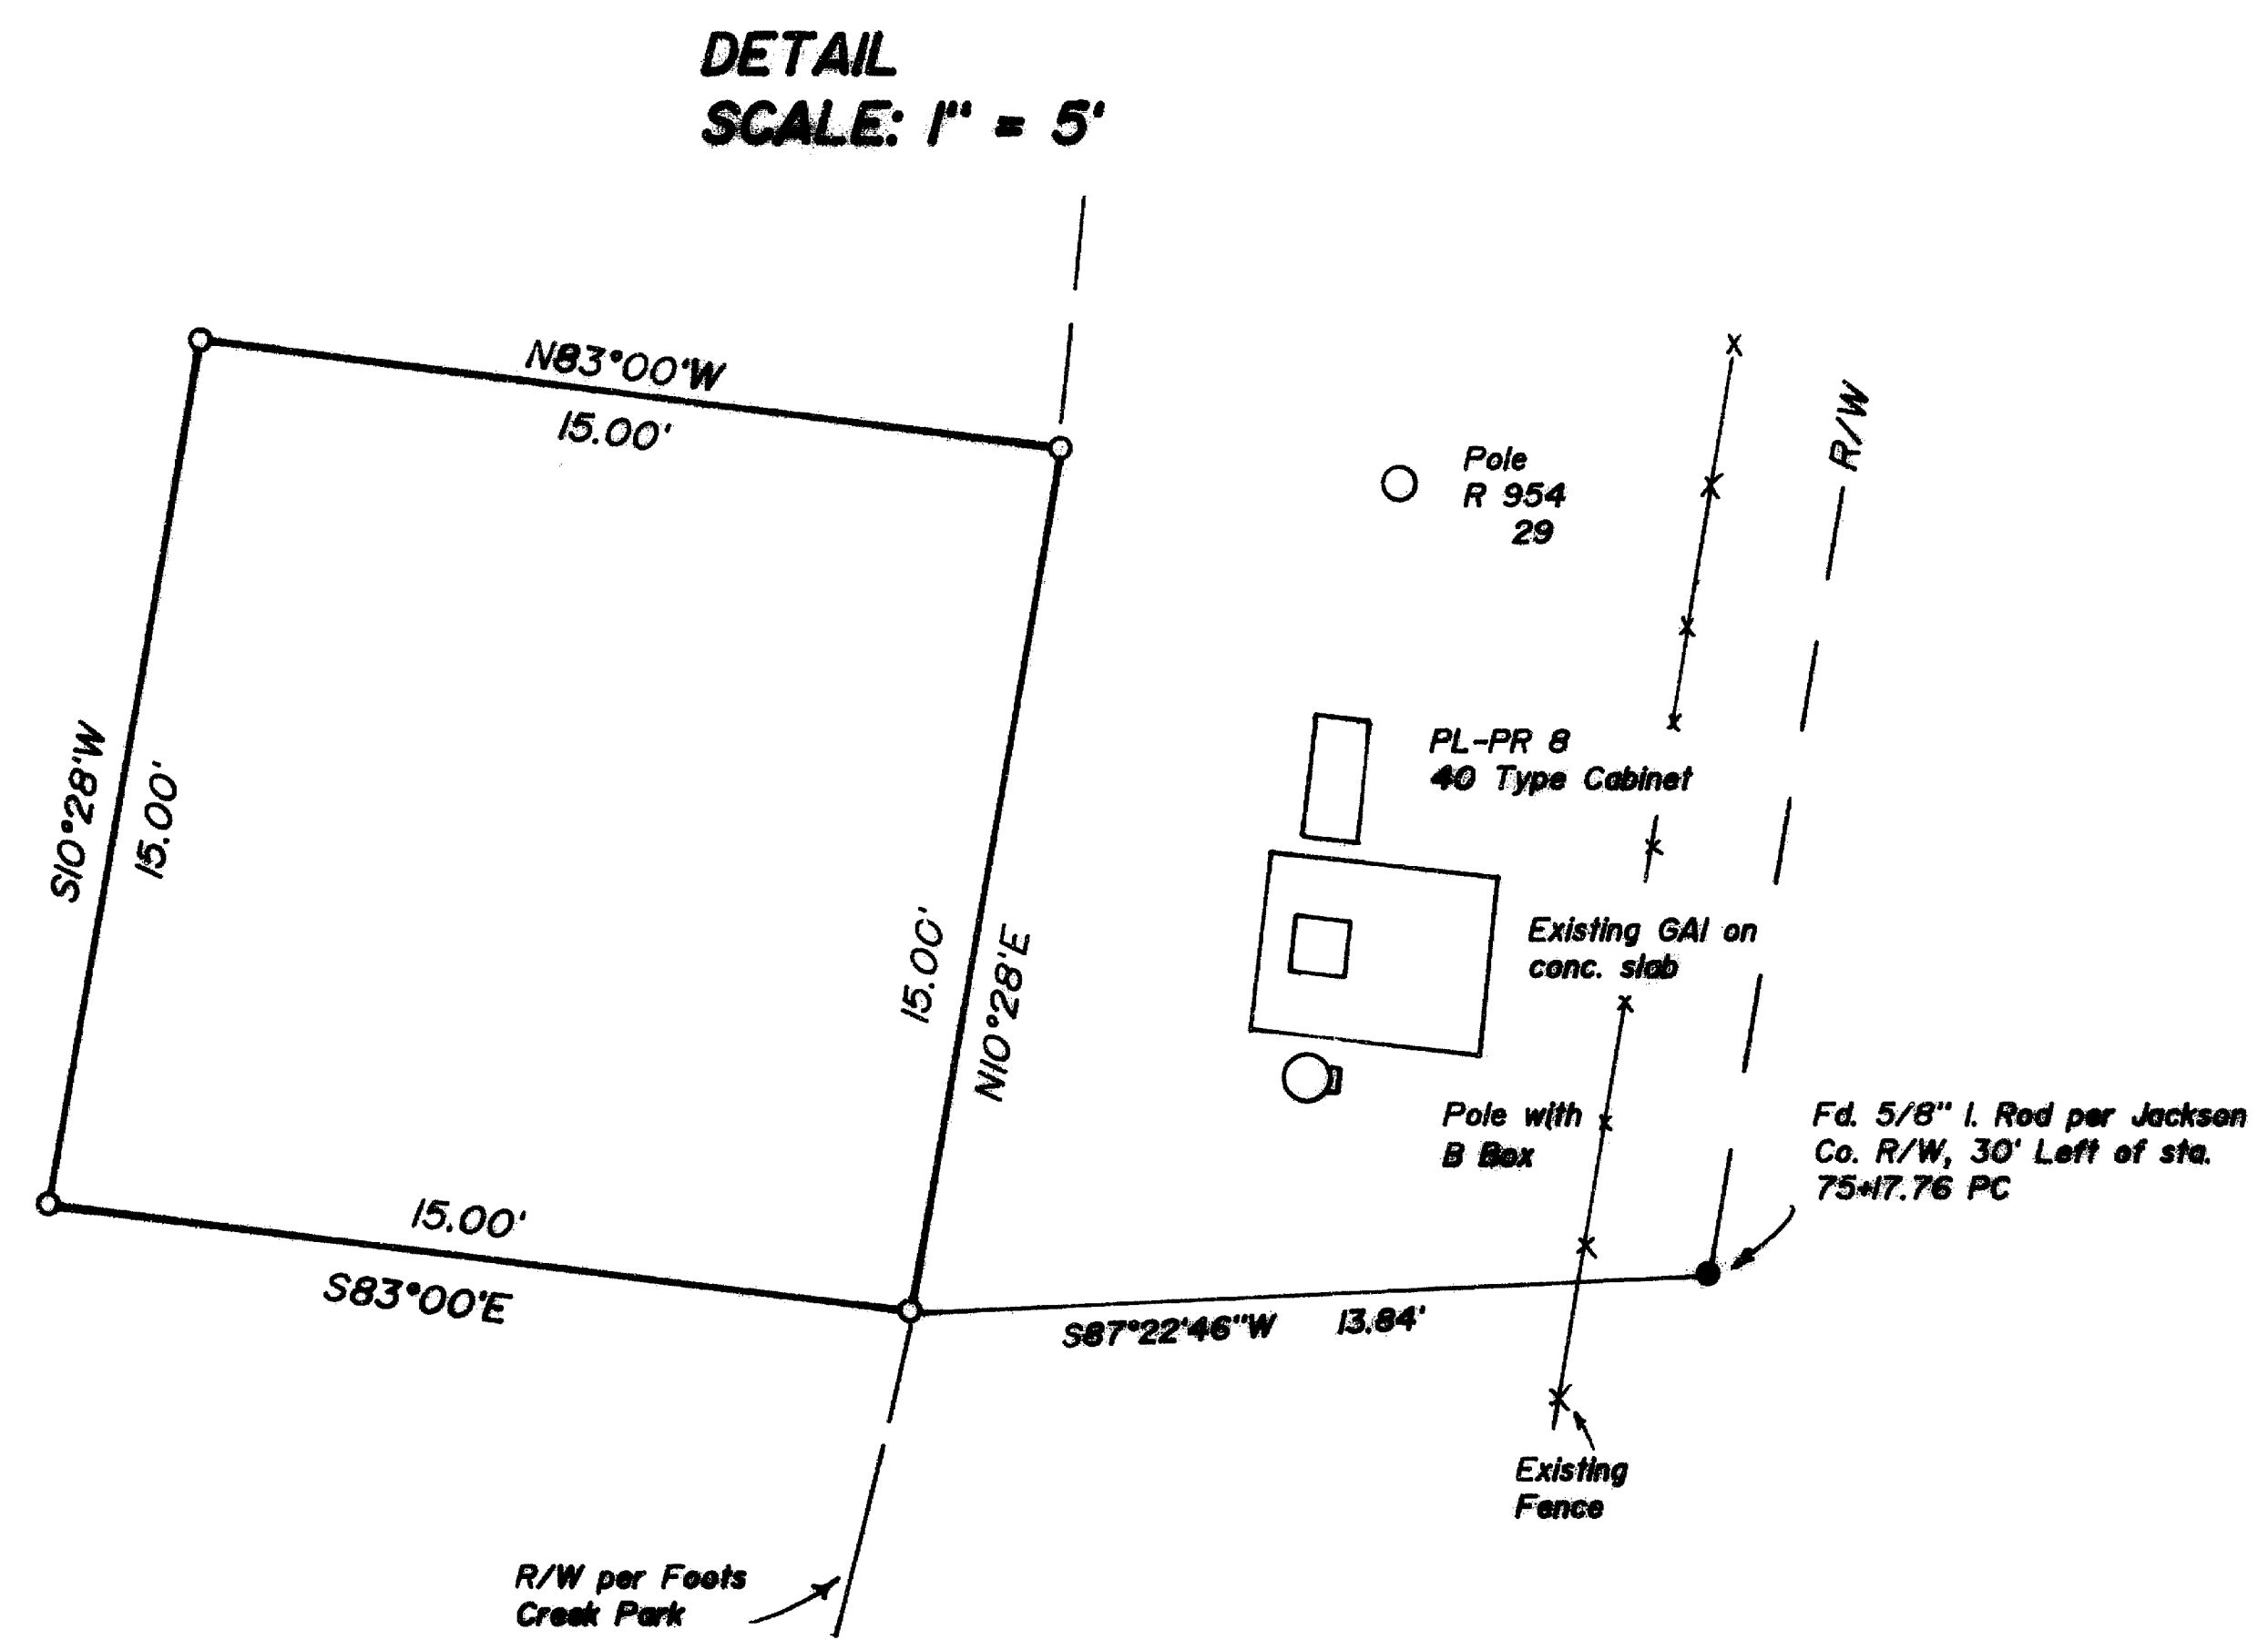 DETAIL
SCALE: 1" = 5'
N83°00'W
15.00'
R/W
Pole
R 954
29
S10°28'W
15.00'
PL-PR 8
40 Type Cabinet
15.00'
N10°28'E
Existing GAI on
conc. slab
Pole with
B Box
Fd. 5/8" I. Rod per Jackson
Co. R/W, 30' Left of sta.
75+17.76 PC
15.00'
S83°00'E
S87°22'46"W 13.84'
Existing
Fence
R/W per Foots
Creek Park